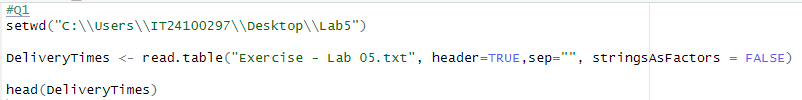 #Q1
setwd("C:\\Users\\IT24100297\\Desktop\\Lab5")
DeliveryTimes <- read.table("Exercise - Lab 05.txt", header=TRUE,sep="", stringsAsFactors = FALSE)
head(DeliveryTimes)